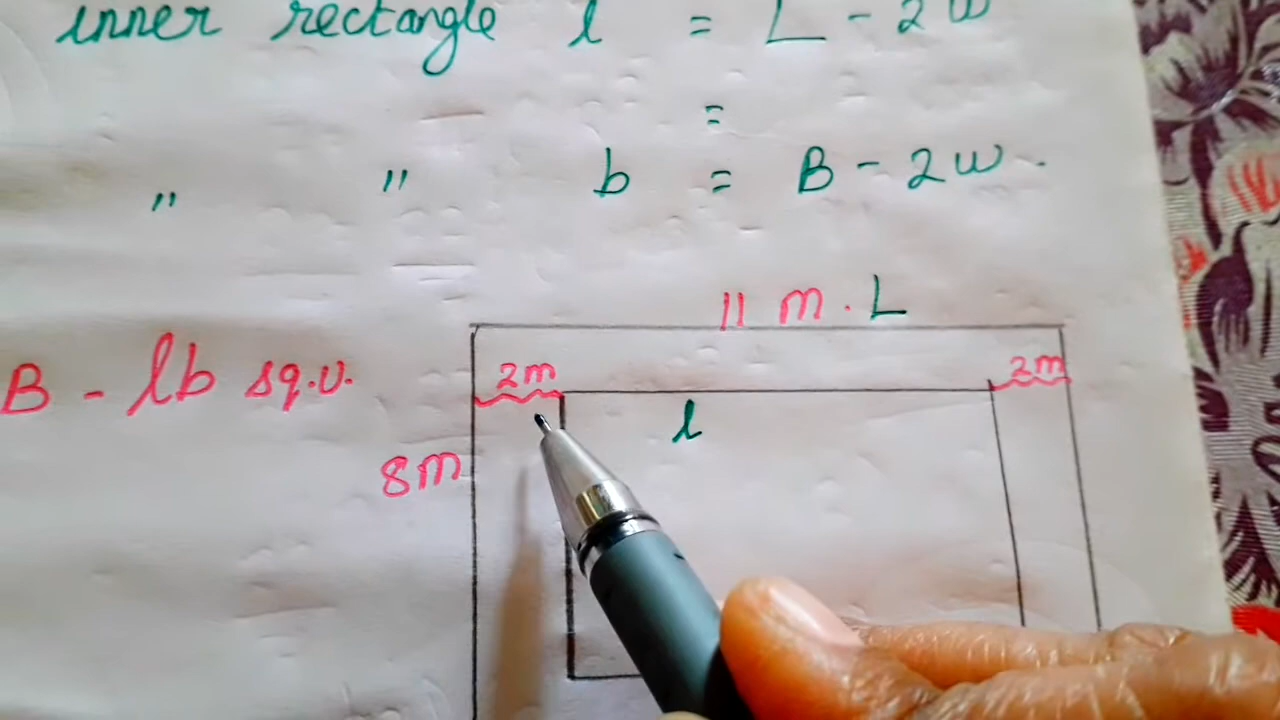 inner rectangle l = L - 2w
=
" " b = B - 2w.
11 m. L
2m 2m
B - lb sq.u.
l
8m